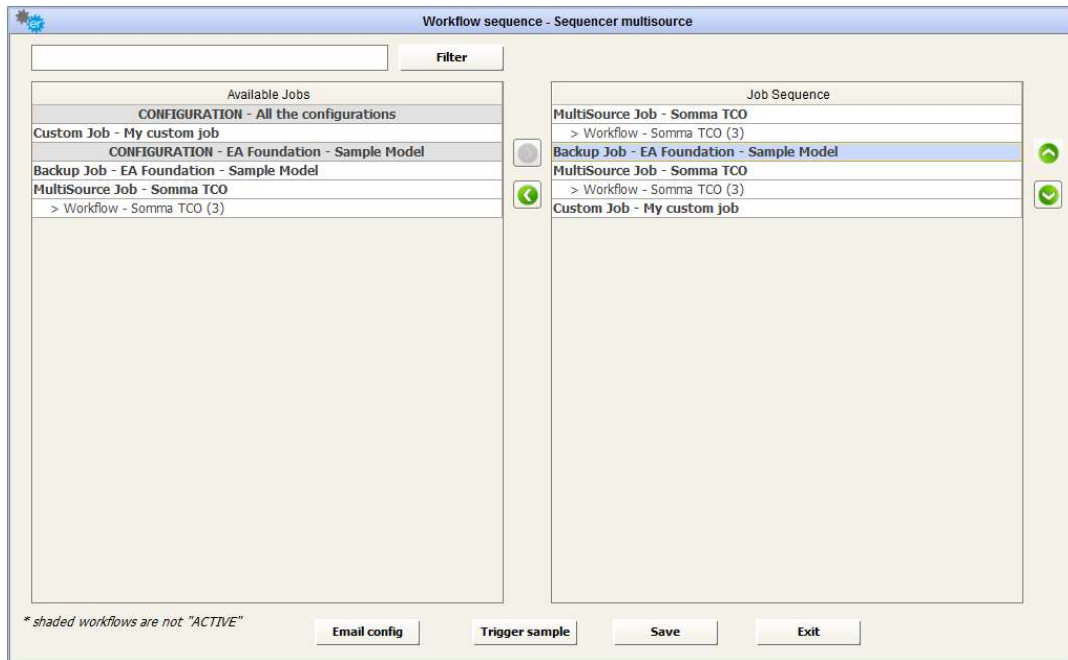 er
Workflow sequence - Sequencer multisource
Filter
Available Jobs
CONFIGURATION - All the configurations
Custom Job - My custom job
CONFIGURATION - EA Foundation - Sample Model
Backup Job - EA Foundation - Sample Model
MultiSource Job - Somma TCO
> Workflow - Somma TCO (3)
Job Sequence
MultiSource Job - Somma TCO
> Workflow - Somma TCO (3)
Backup Job - EA Foundation - Sample Model
MultiSource Job - Somma TCO
> Workflow - Somma TCO (3)
Custom Job - My custom job
* shaded workflows are not "ACTIVE"
Email config
Trigger sample
Save
Exit